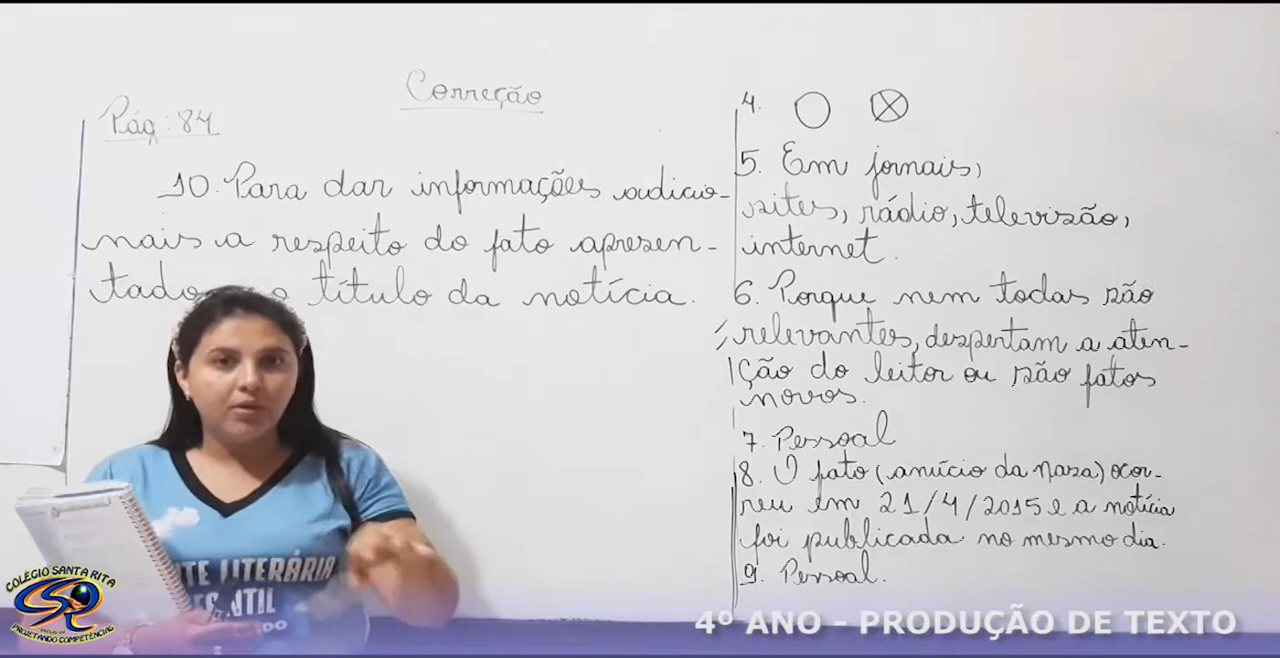 Correção
Pág: 84
10. Para dar informações adicio-
nais a respeito do fato apresen-
tado no título da notícia.
4.
5. Em jornais,
sites, rádio, televisão,
internet.
6. Porque nem todas são
relevantes, despertam a aten-
ção do leitor ou são fatos
novos.
7. Pessoal
8. O fato (anúcio da Nasa) ocor-
reu em 21/4/2015 e a notícia
foi publicada no mesmo dia.
9. Pessoal.
LITERÁRIA
COLÉGIO SANTA RITA
PROJETANDO COMPETÊNCIAS
4º ANO - PRODUÇÃO DE TEXTO